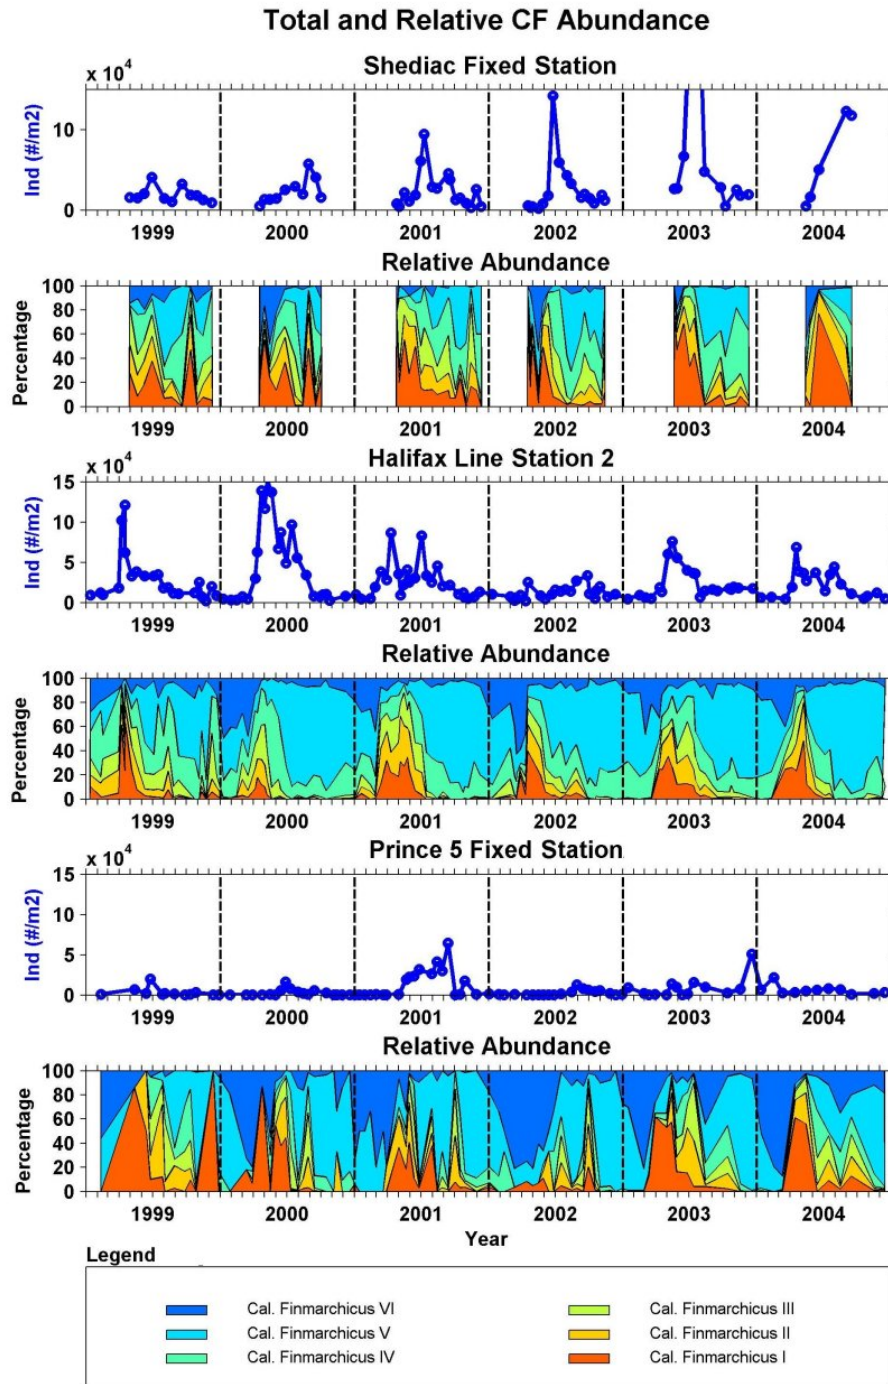 Total and Relative CF Abundance
Shediac Fixed Station
x 10^4
Ind (#/m2)
10
0
1999 2000 2001 2002 2003 2004
Relative Abundance
Percentage
100
80
60
40
20
0
1999 2000 2001 2002 2003 2004
Halifax Line Station 2
x 10^4
Ind (#/m2)
15
10
5
0
1999 2000 2001 2002 2003 2004
Relative Abundance
Percentage
100
80
60
40
20
0
1999 2000 2001 2002 2003 2004
Prince 5 Fixed Station
x 10^4
Ind (#/m2)
15
10
5
0
1999 2000 2001 2002 2003 2004
Relative Abundance
Percentage
100
80
60
40
20
0
1999 2000 2001 2002 2003 2004
Year
Legend
Cal. Finmarchicus VI
Cal. Finmarchicus V
Cal. Finmarchicus IV
Cal. Finmarchicus III
Cal. Finmarchicus II
Cal. Finmarchicus I